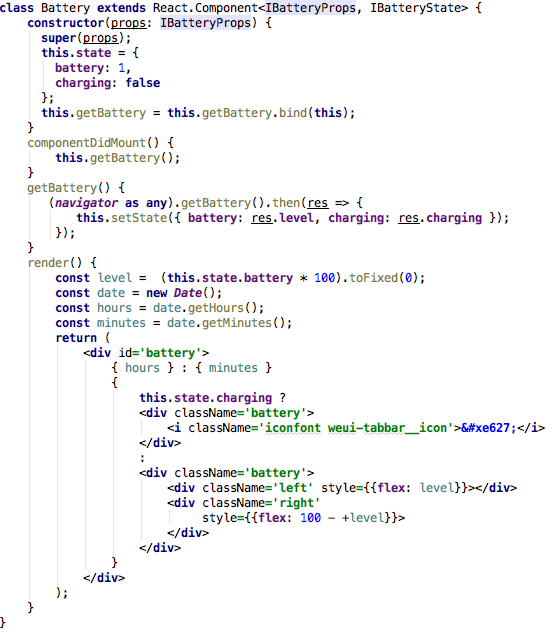 class Battery extends React.Component<IBatteryProps, IBatteryState> {
    constructor(props: IBatteryProps) {
      super(props);
      this.state = {
        battery: 1,
        charging: false
      };
      this.getBattery = this.getBattery.bind(this);
    }
    componentDidMount() {
        this.getBattery();
    }
    getBattery() {
       (navigator as any).getBattery().then(res => {
           this.setState({ battery: res.level, charging: res.charging });
        });
    }
    render() {
        const level =  (this.state.battery * 100).toFixed(0);
        const date = new Date();
        const hours = date.getHours();
        const minutes = date.getMinutes();
        return (
            <div id='battery'>
                { hours } : { minutes }
                {
                    this.state.charging ?
                    <div className='battery'>
                        <i className='iconfont weui-tabbar__icon'>&#xe627;</i>
                    </div>
                    :
                    <div className='battery'>
                        <div className='left' style={{flex: level}}></div>
                        <div className='right'
                             style={{flex: 100 - +level}}>
                        </div>
                    </div>
                }
            </div>
        );
    }
}